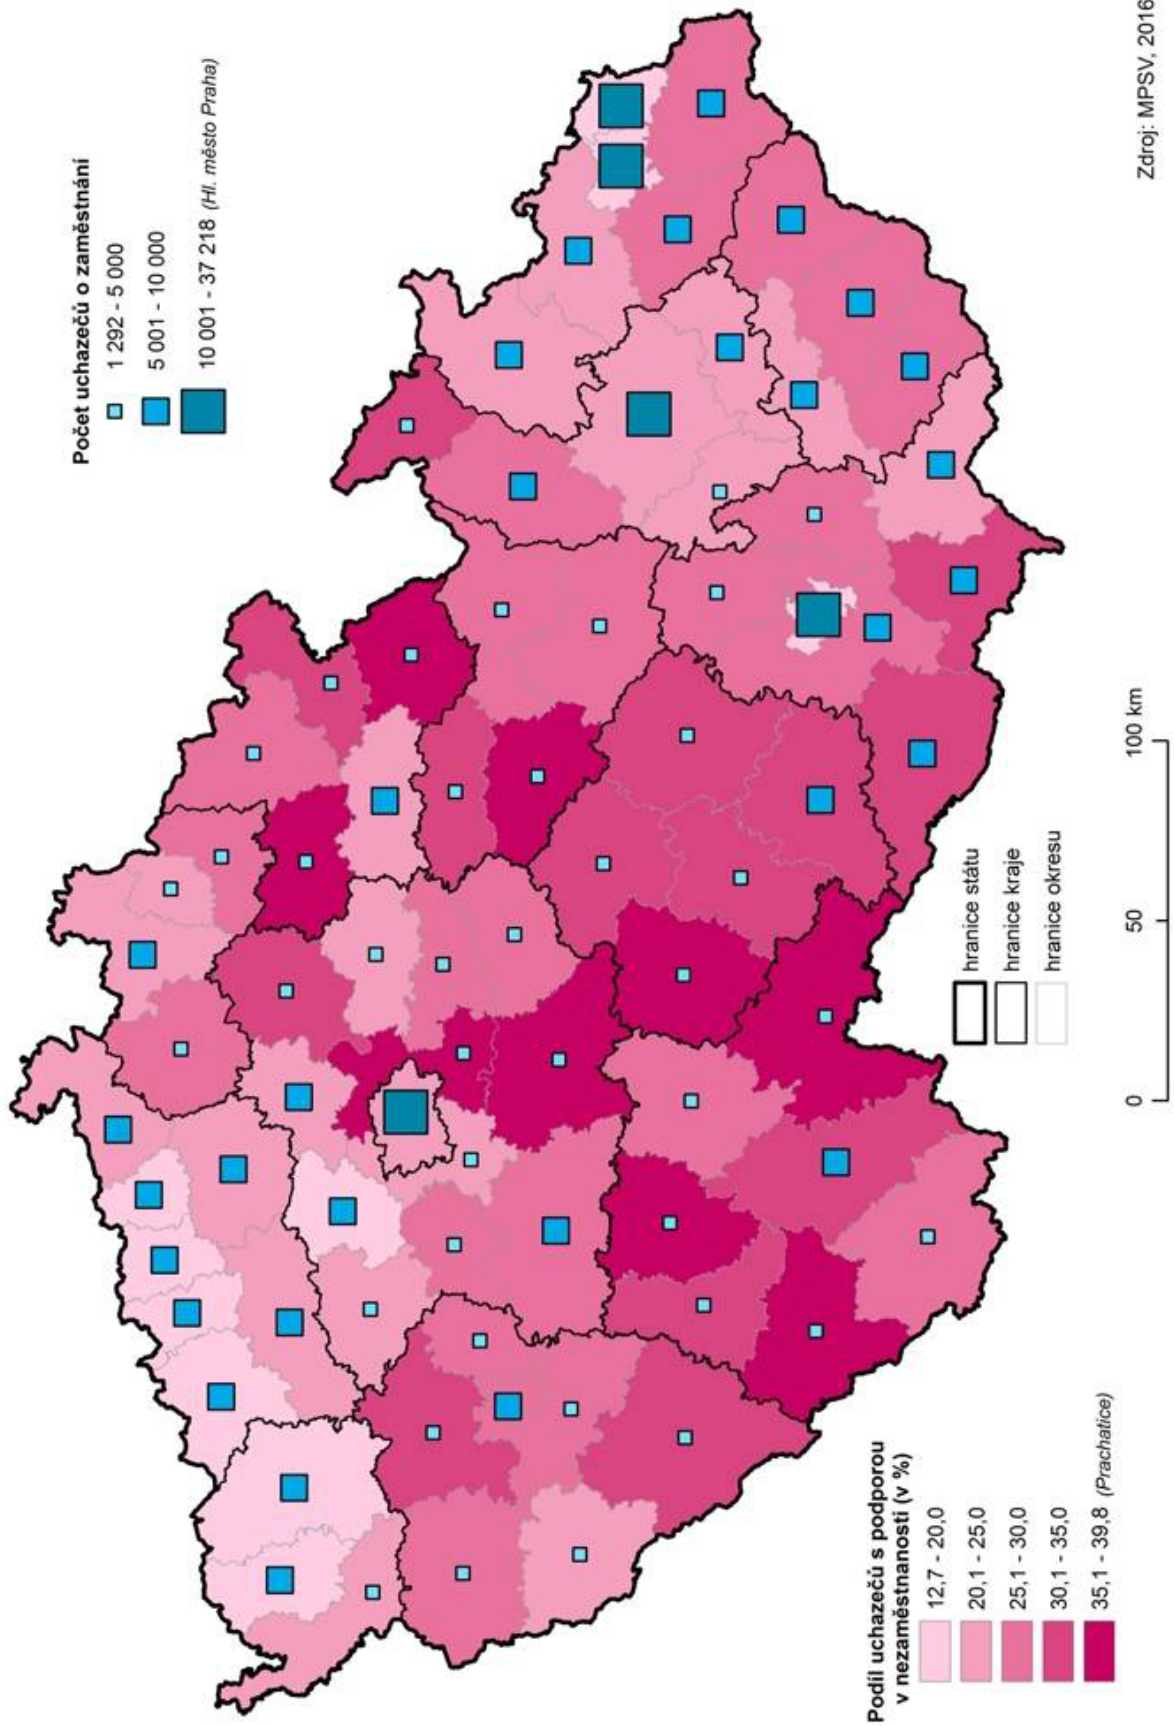 Počet uchazečů o zaměstnání
1 292 - 5 000
5 001 - 10 000
10 001 - 37 218 (Hl. město Praha)
Podíl uchazečů s podporou
v nezaměstnanosti (v %)
12,7 - 20,0
20,1 - 25,0
25,1 - 30,0
30,1 - 35,0
35,1 - 39,8 (Prachatice)
hranice státu
hranice kraje
hranice okresu
0
50
100 km
Zdroj: MPSV, 2016